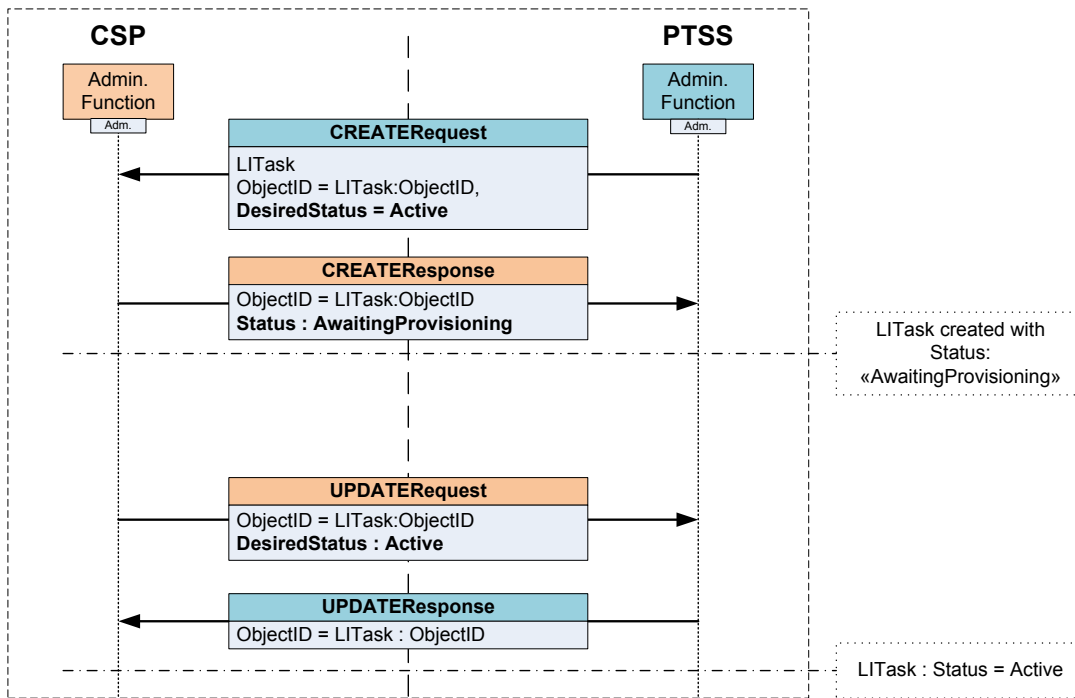 CSP
PTSS
Admin.
Function
Adm.
Admin.
Function
Adm.
CREATERequest
LITask
ObjectID = LITask:ObjectID,
DesiredStatus = Active
CREATEResponse
ObjectID = LITask:ObjectID
Status : AwaitingProvisioning
LITask created with
Status:
«AwaitingProvisioning»
UPDATERequest
ObjectID = LITask:ObjectID
DesiredStatus : Active
UPDATEResponse
ObjectID = LITask : ObjectID
LITask : Status = Active